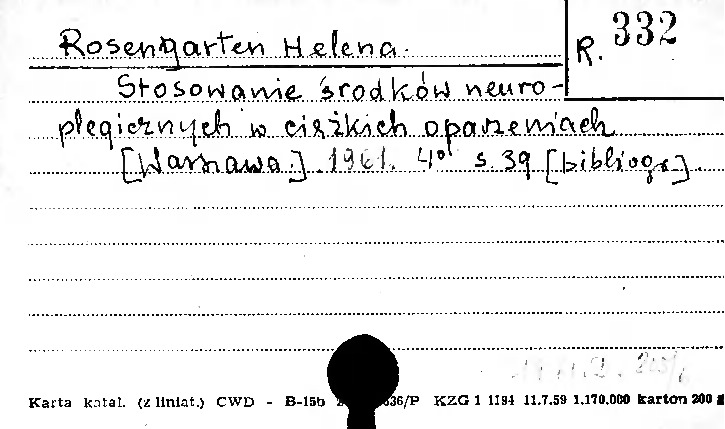 Rosengarten Helena.
R. 332
Stosowanie środków neuro-
plegicznych w ciężkich oparzeniach
[Warszawa.] 1961. 4° s. 39 [bibliogr].
Karta katal. (z liniat.) CWD - B-15b 36/P KZG 1 1194 11.7.59 1.170.000 karton 200 g